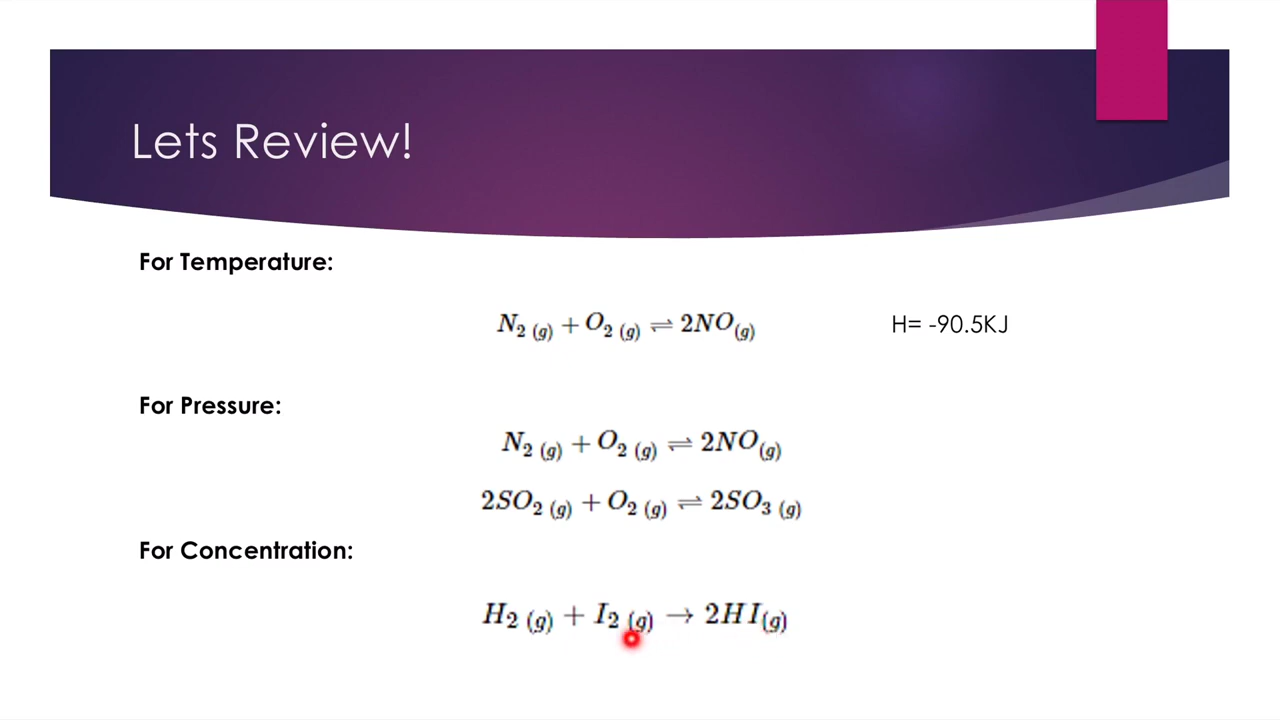 Lets Review!
For Temperature:
N₂ (g) + O₂ (g) ⇌ 2NO(g) H= -90.5KJ
For Pressure:
N₂ (g) + O₂ (g) ⇌ 2NO(g)
2SO₂ (g) + O₂ (g) ⇌ 2SO₃ (g)
For Concentration:
H₂ (g) + I₂ (g) → 2HI(g)